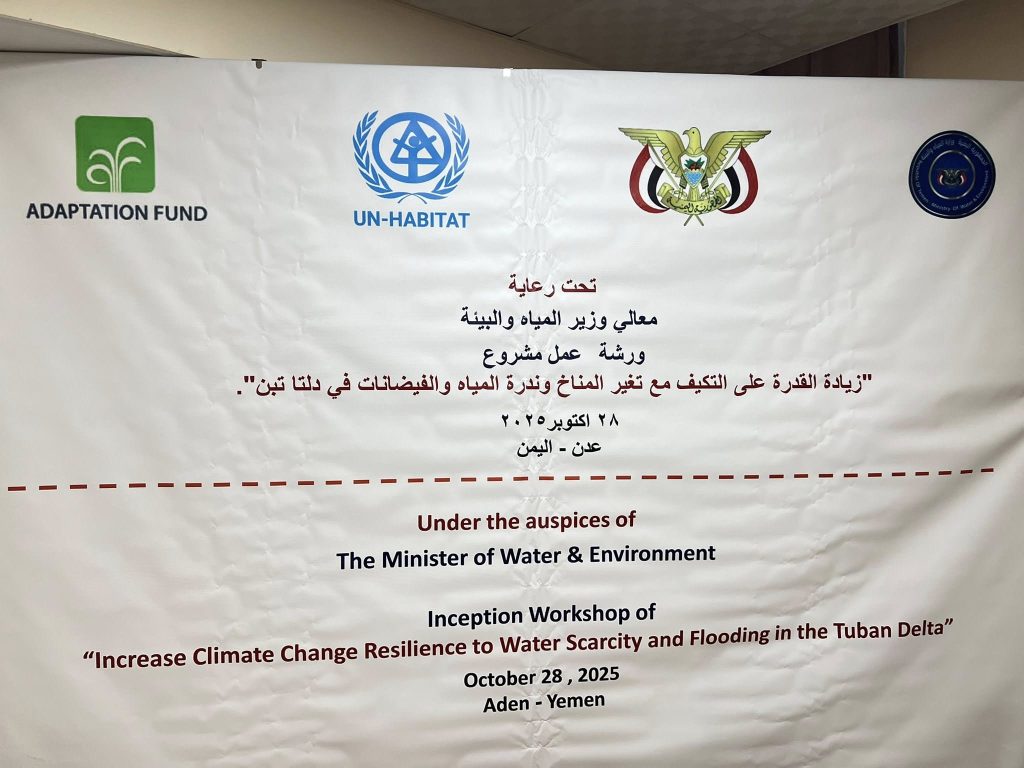 ADAPTATION FUND
UN-HABITAT
تحت رعاية
معالي وزير المياه والبيئة
ورشة عمل مشروع
"زيادة القدرة على التكيف مع تغير المناخ وندرة المياه والفيضانات في دلتا تبن".
٢٨ اكتوبر٢٠٢٥
عدن - اليمن
Under the auspices of
The Minister of Water & Environment
Inception Workshop of
“Increase Climate Change Resilience to Water Scarcity and Flooding in the Tuban Delta”
October 28 , 2025
Aden - Yemen